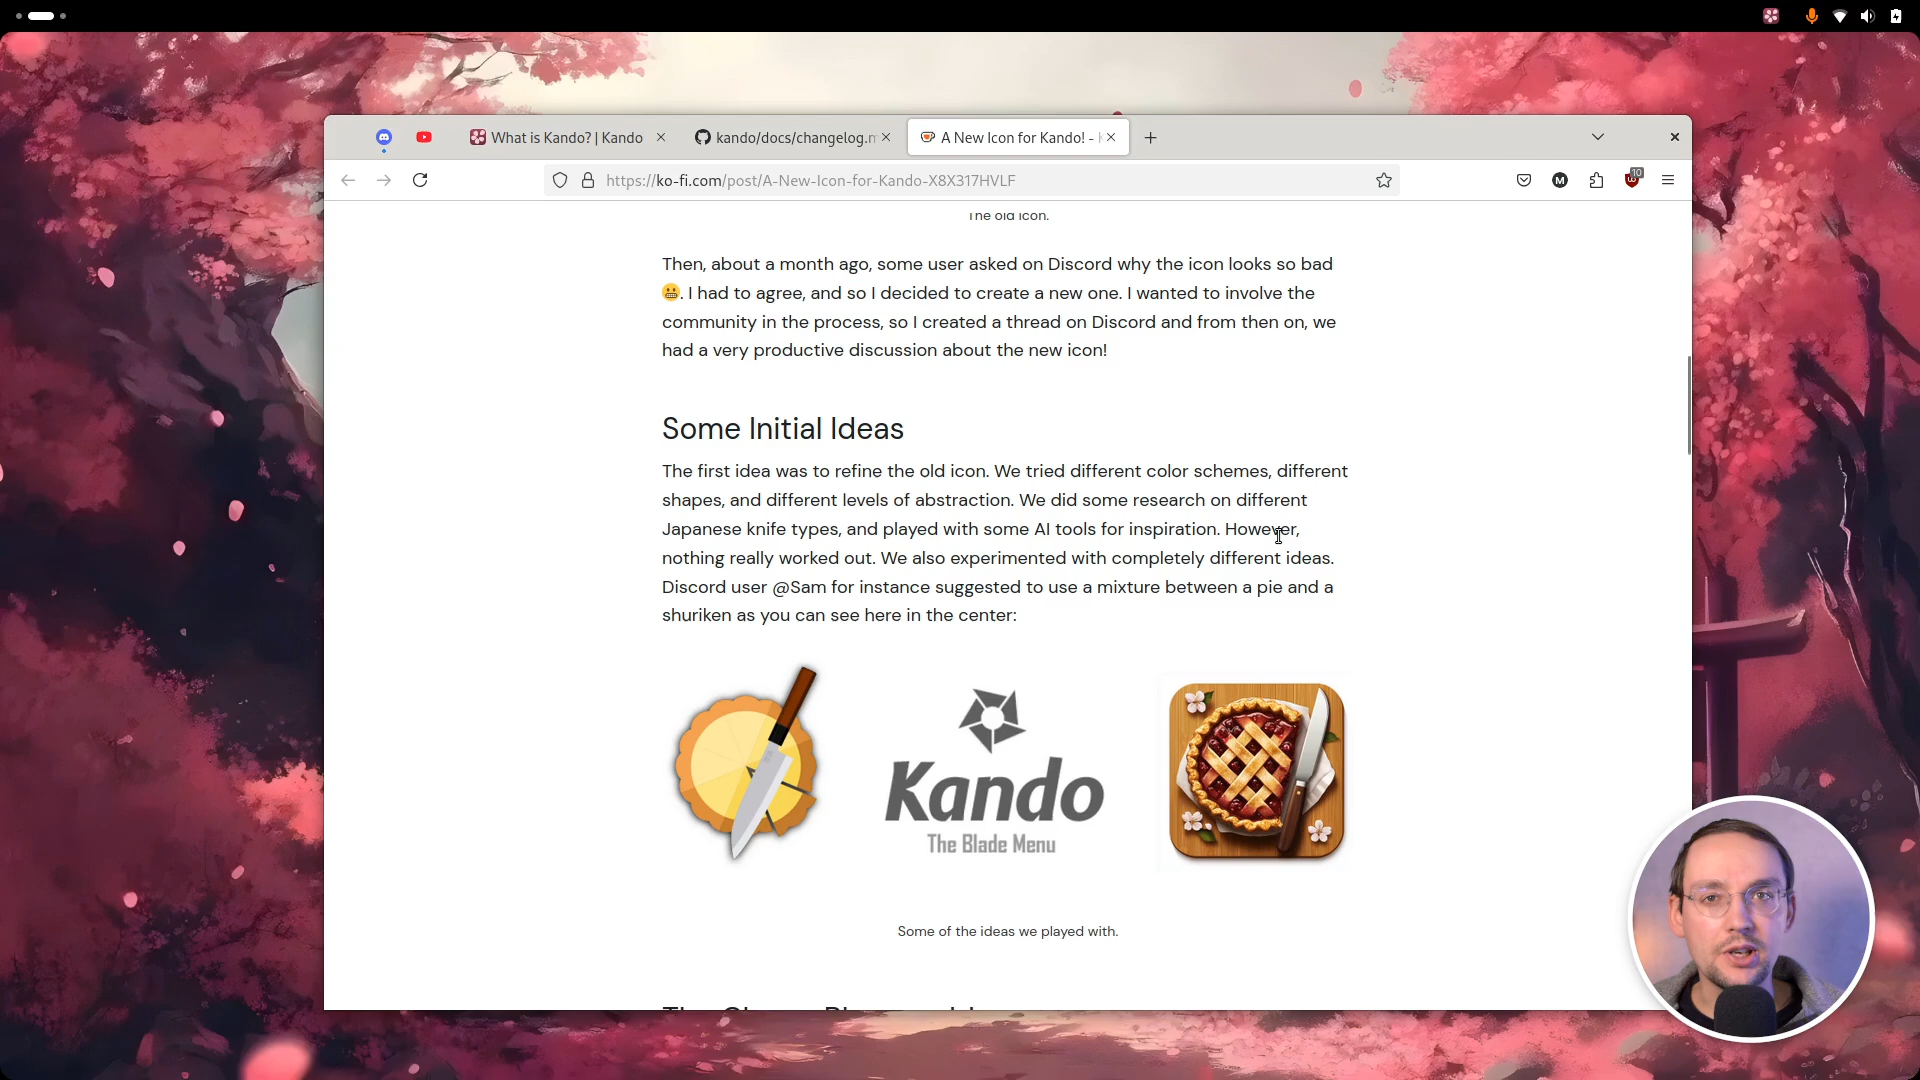 What is Kando? | Kando
kando/docs/changelog.m
A New Icon for Kando! -
https://ko-fi.com/post/A-New-Icon-for-Kando-X8X317HVLF
M
10
The old icon.
Then, about a month ago, some user asked on Discord why the icon looks so bad
😬. I had to agree, and so I decided to create a new one. I wanted to involve the
community in the process, so I created a thread on Discord and from then on, we
had a very productive discussion about the new icon!
Some Initial Ideas
The first idea was to refine the old icon. We tried different color schemes, different
shapes, and different levels of abstraction. We did some research on different
Japanese knife types, and played with some AI tools for inspiration. However,
nothing really worked out. We also experimented with completely different ideas.
Discord user @Sam for instance suggested to use a mixture between a pie and a
shuriken as you can see here in the center:
Kando
The Blade Menu
Some of the ideas we played with.